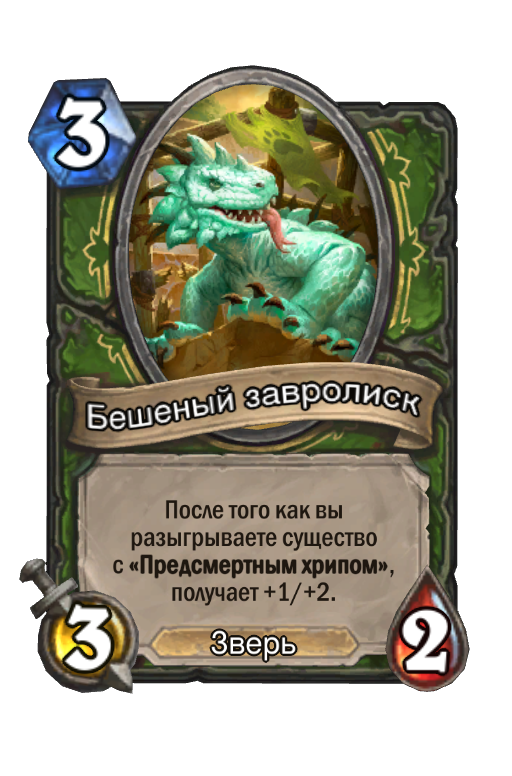 3
Бешеный завролиск
После того как вы
разыгрываете существо
с «Предсмертным хрипом»,
получает +1/+2.
3
Зверь
2